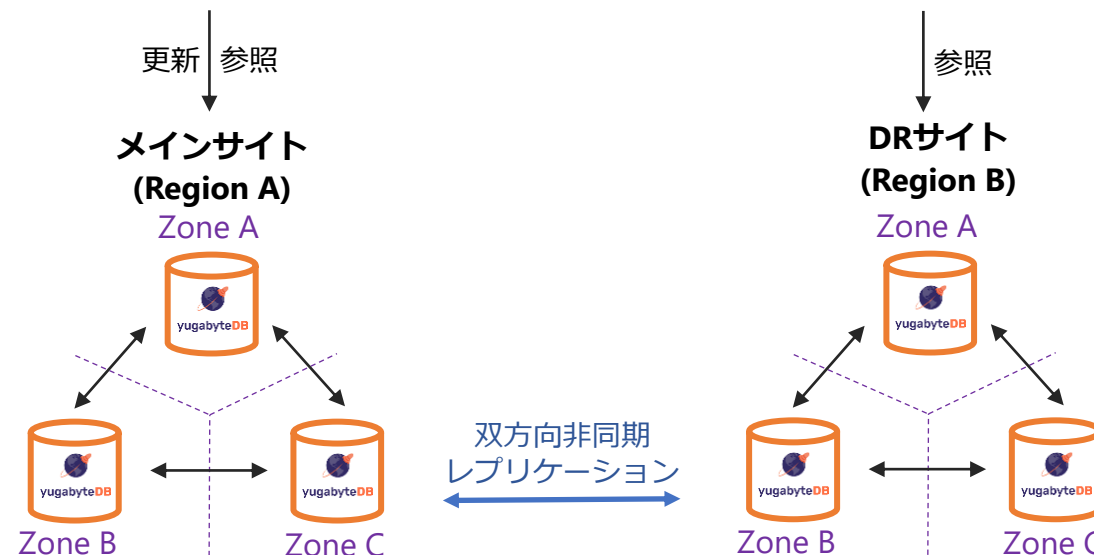 更新 参照
メインサイト
(Region A)
Zone A
yugabyteDB
yugabyteDB
yugabyteDB
Zone B
Zone C
双方向非同期
レプリケーション
参照
DRサイト
(Region B)
Zone A
yugabyteDB
yugabyteDB
yugabyteDB
Zone B
Zone C